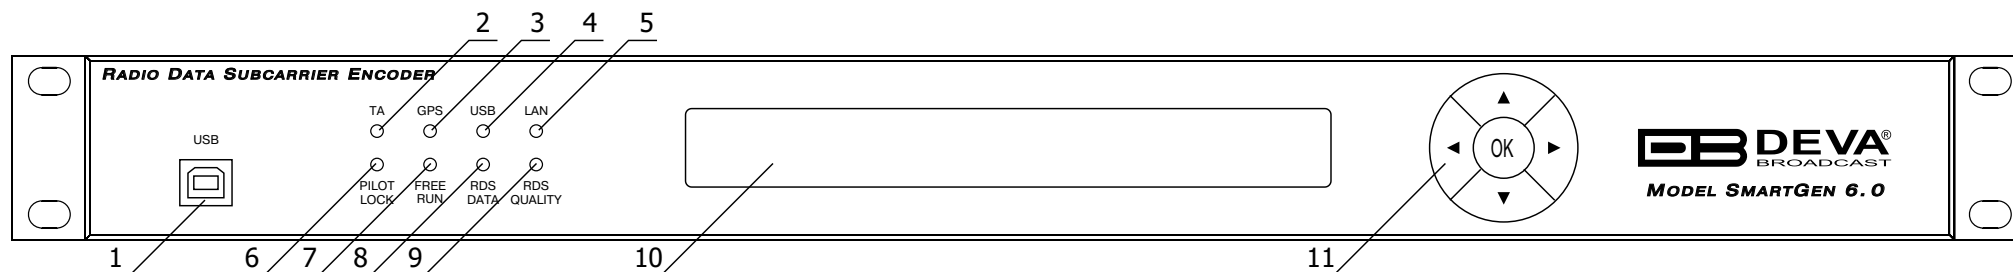 2 3 4 5
RADIO DATA SUBCARRIER ENCODER
TA GPS USB LAN
USB
OK
DEVA®
BROADCAST
PILOT LOCK
FREE RUN
RDS DATA
RDS QUALITY
MODEL SMARTGEN 6.0
1 6 7 8 9 10 11